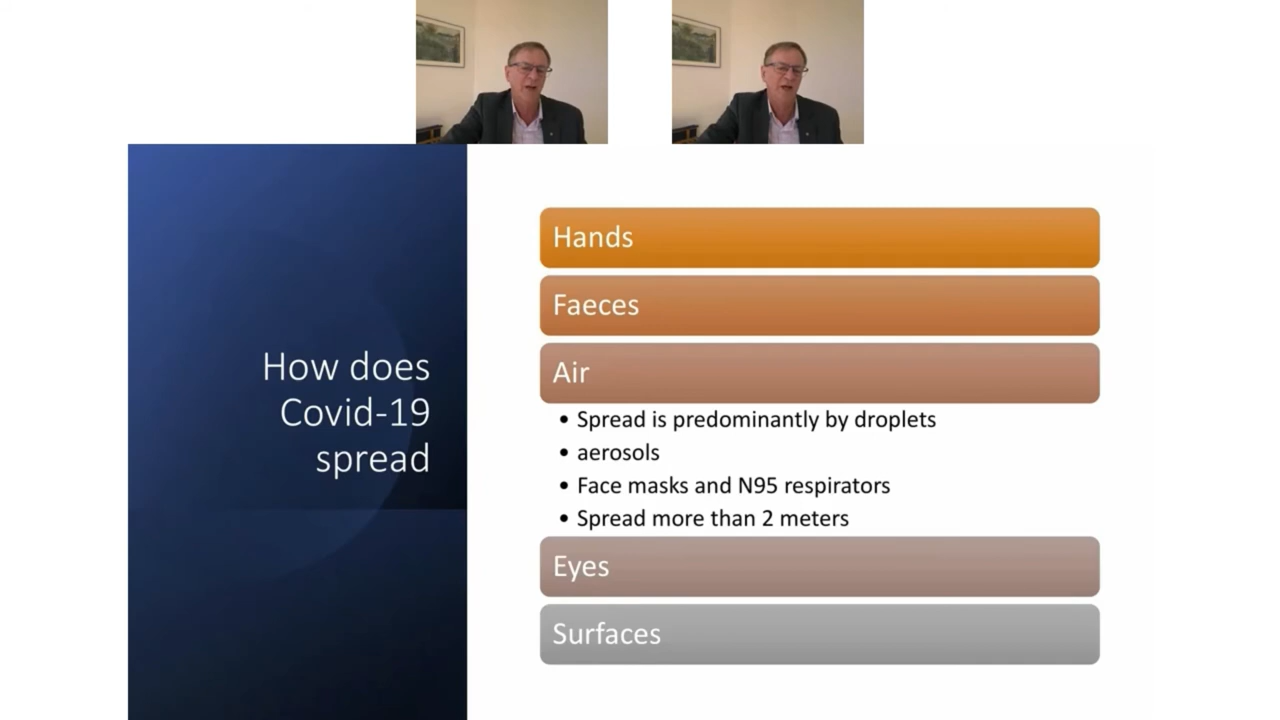 How does
Covid-19
spread
Hands
Faeces
Air
• Spread is predominantly by droplets
• aerosols
• Face masks and N95 respirators
• Spread more than 2 meters
Eyes
Surfaces